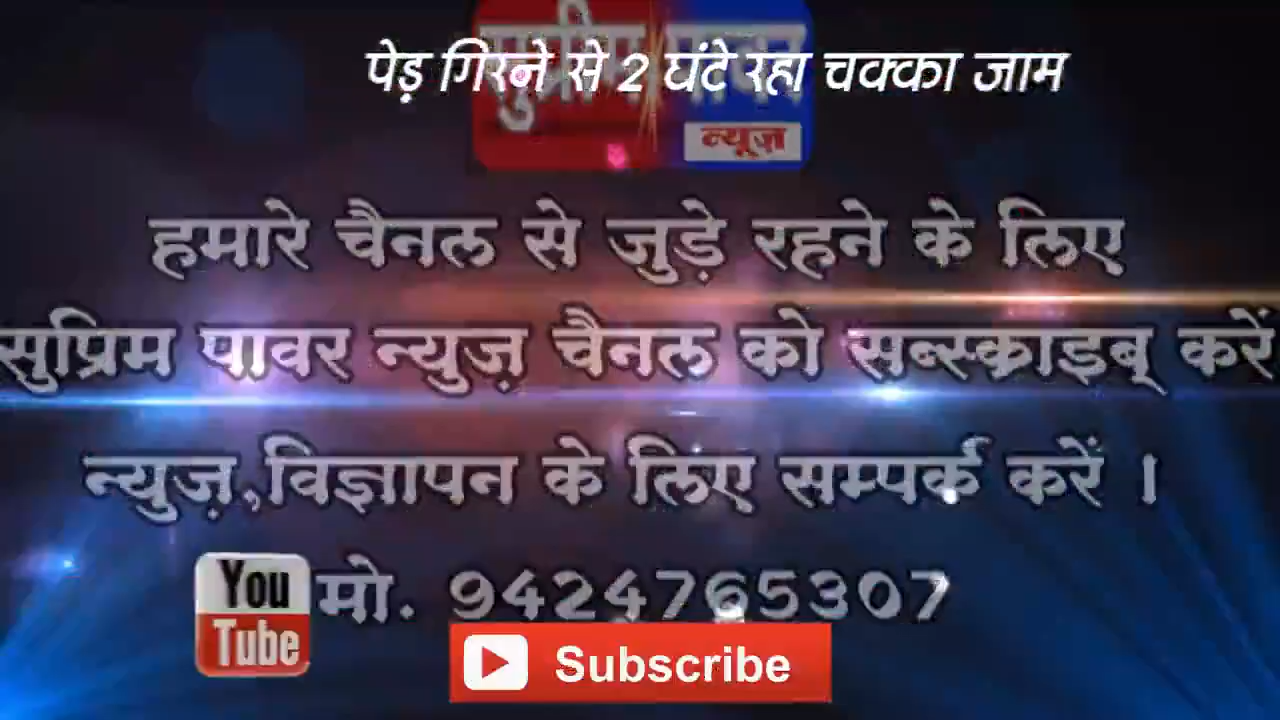 पेड़ गिरने से 2 घंटे रहा चक्का जाम
सुप्रीम पावर
न्यूज़
हमारे चैनल से जुड़े रहने के लिए
सुप्रिम पावर न्युज़ चैनल को सब्स्क्राइब् करें
न्युज़,विज्ञापन के लिए सम्पर्क करें ।
You
Tube
मो. 9424765307
Subscribe